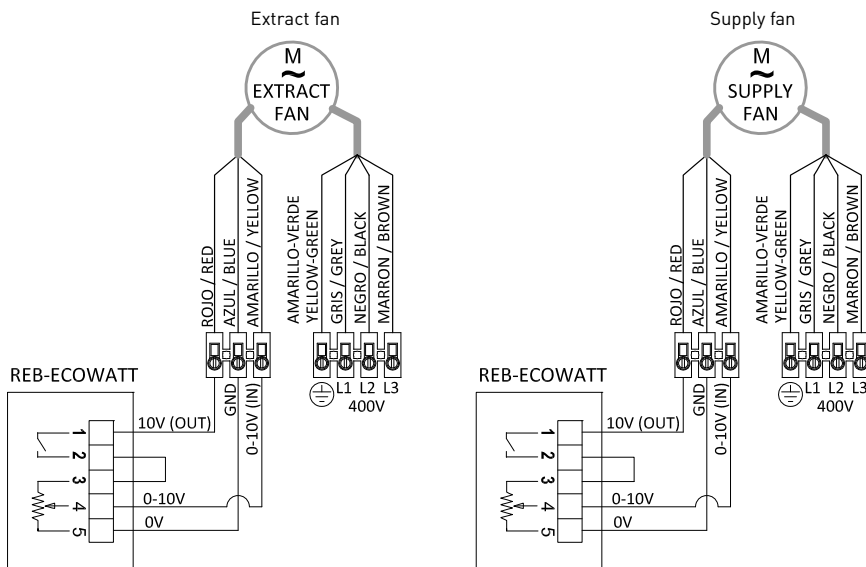 Extract fan
M
~
EXTRACT
FAN
ROJO / RED
AZUL / BLUE
AMARILLO / YELLOW
AMARILLO-VERDE
YELLOW-GREEN
GRIS / GREY
NEGRO / BLACK
MARRON / BROWN
REB-ECOWATT
GND
0-10V (IN)
L1 L2 L3
400V
1
10V (OUT)
2
3
4
0-10V
5
0V
Supply fan
M
~
SUPPLY
FAN
ROJO / RED
AZUL / BLUE
AMARILLO / YELLOW
AMARILLO-VERDE
YELLOW-GREEN
GRIS / GREY
NEGRO / BLACK
MARRON / BROWN
REB-ECOWATT
GND
0-10V (IN)
L1 L2 L3
400V
1
10V (OUT)
2
3
4
0-10V
5
0V